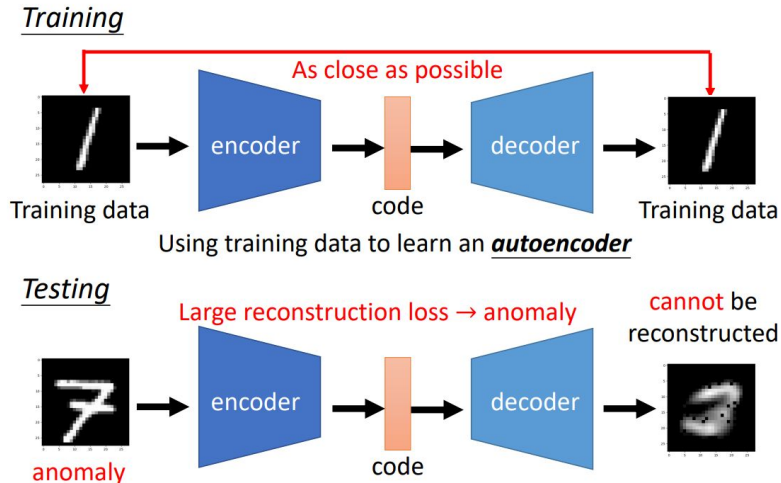 Training
As close as possible
encoder
decoder
Training data
code
Training data
Using training data to learn an autoencoder
Testing
Large reconstruction loss → anomaly
cannot be
reconstructed
encoder
decoder
anomaly
code